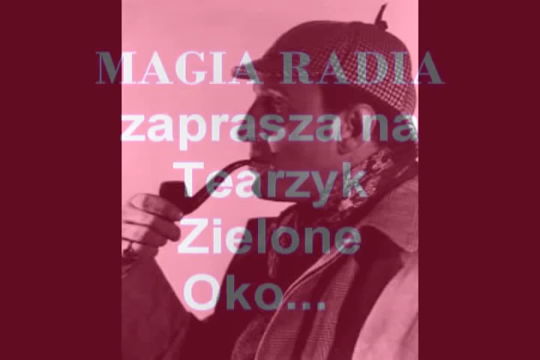 MAGIA RADIA
zaprasza na
Tearzyk
Zielone
Oko...